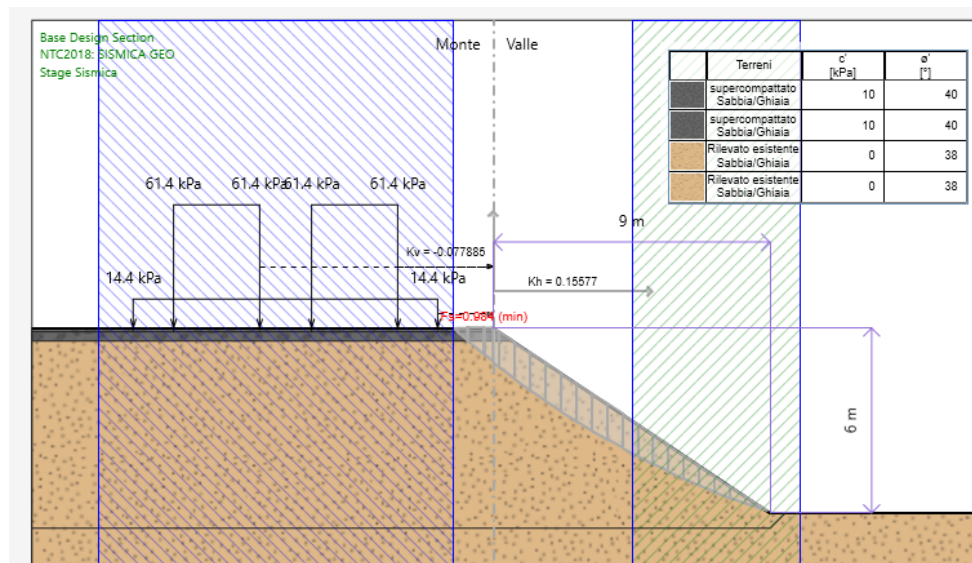 Base Design Section
NTC2018: SISMICA GEO
Stage Sismica
Monte Valle
Terreni c' [kPa] ø' [°]
supercompattato Sabbia/Ghiaia 10 40
supercompattato Sabbia/Ghiaia 10 40
Rilevato esistente Sabbia/Ghiaia 0 38
Rilevato esistente Sabbia/Ghiaia 0 38
61.4 kPa 61.4 kPa 61.4 kPa 61.4 kPa
9 m
Kv = -0.077885
14.4 kPa 14.4 kPa
Kh = 0.15577
Fs=0.984 (min)
6 m